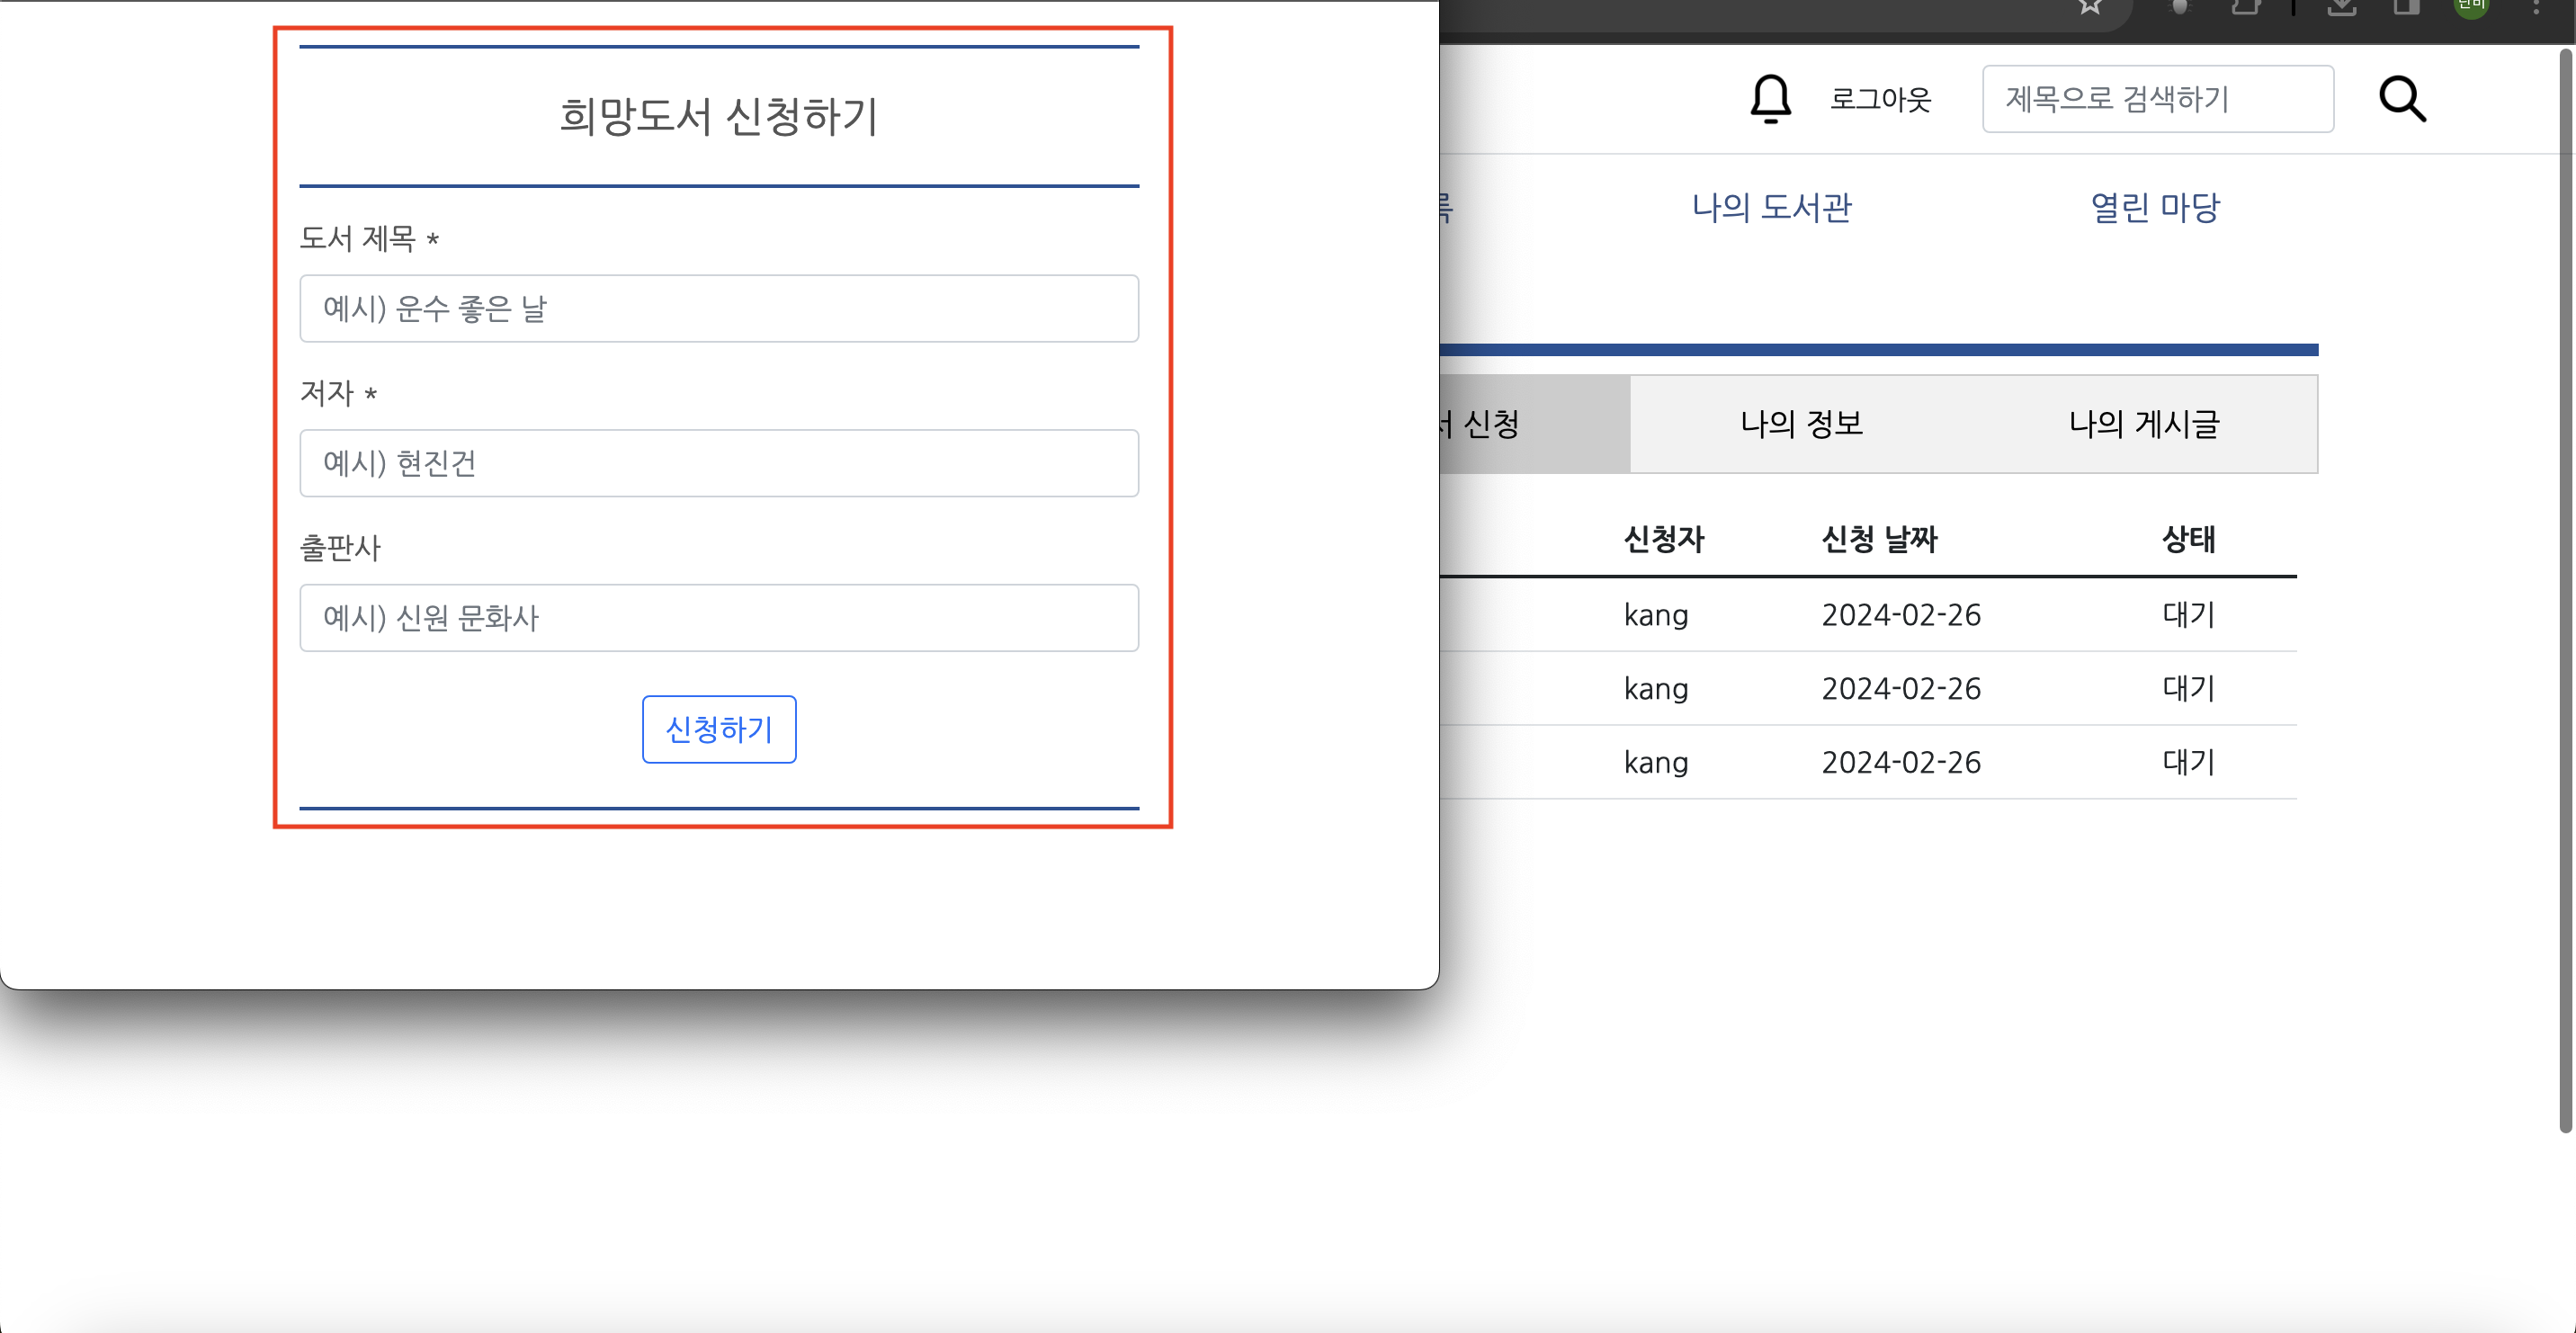 희망도서 신청하기
도서 제목 *
예시) 운수 좋은 날
저자 *
예시) 현진건
출판사
예시) 신원 문화사
신청하기
로그아웃
제목으로 검색하기
나의 도서관
열린 마당
신청
나의 정보
나의 게시글
신청자 신청 날짜 상태
kang 2024-02-26 대기
kang 2024-02-26 대기
kang 2024-02-26 대기